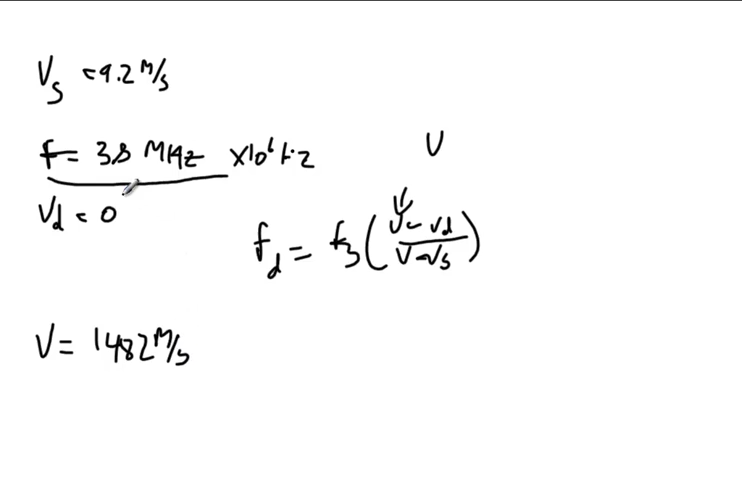 Vs = 9.2 m/s
f = 3.8 MHz ×10⁶ Hz
V
Vd = 0
fd = fs ( V - Vd / V - Vs )
V = 1482 m/s